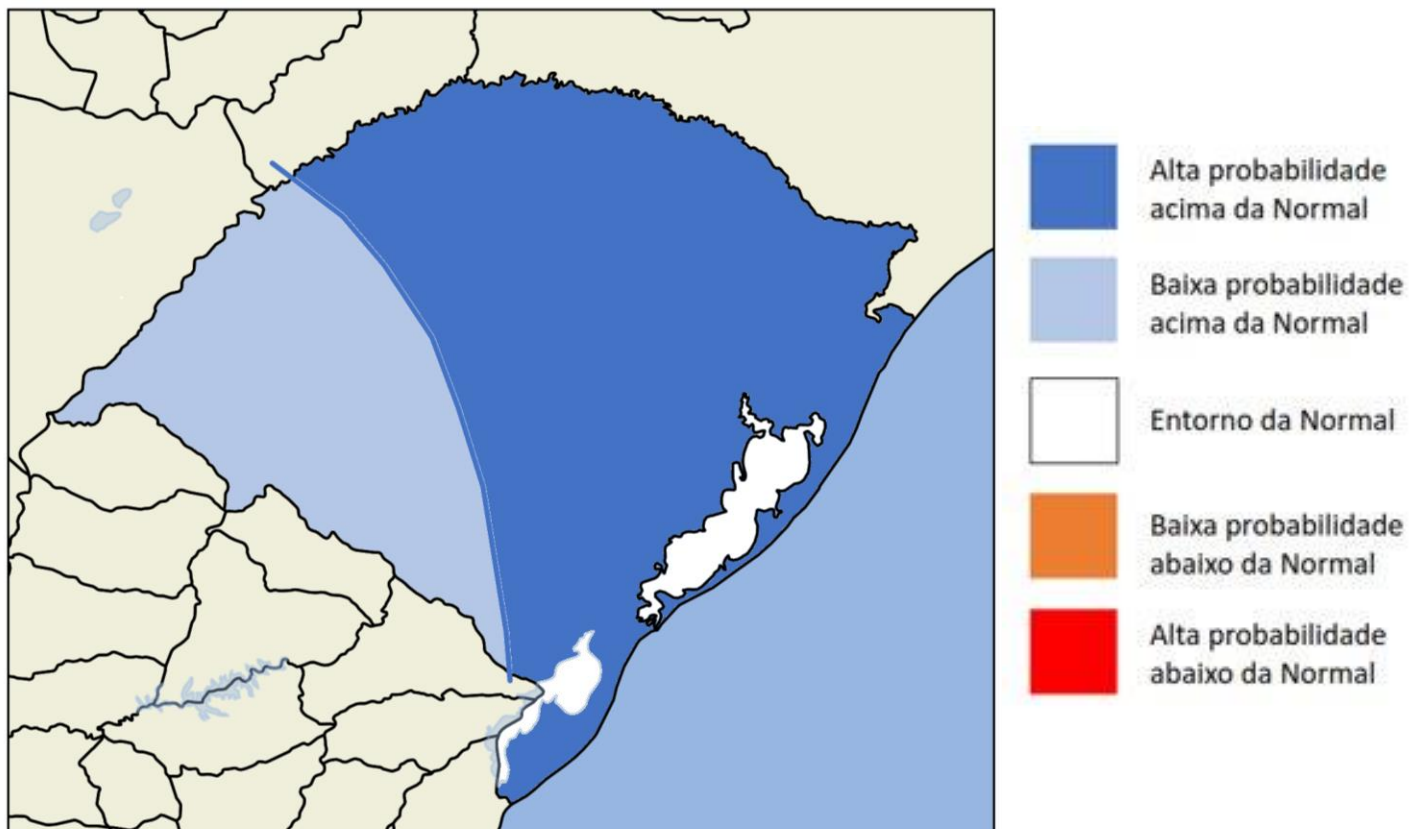 Alta probabilidade
acima da Normal
Baixa probabilidade
acima da Normal
Entorno da Normal
Baixa probabilidade
abaixo da Normal
Alta probabilidade
abaixo da Normal